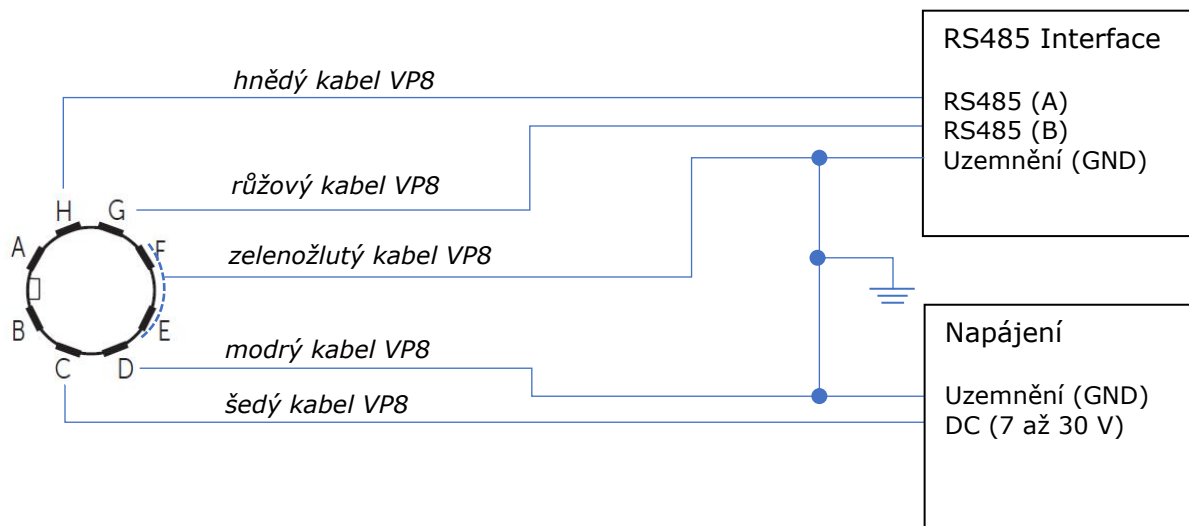 RS485 Interface
hnědý kabel VP8
RS485 (A)
RS485 (B)
Uzemnění (GND)
růžový kabel VP8
H G
A F
zelenožlutý kabel VP8
B E
Napájení
modrý kabel VP8
C D
Uzemnění (GND)
šedý kabel VP8
DC (7 až 30 V)